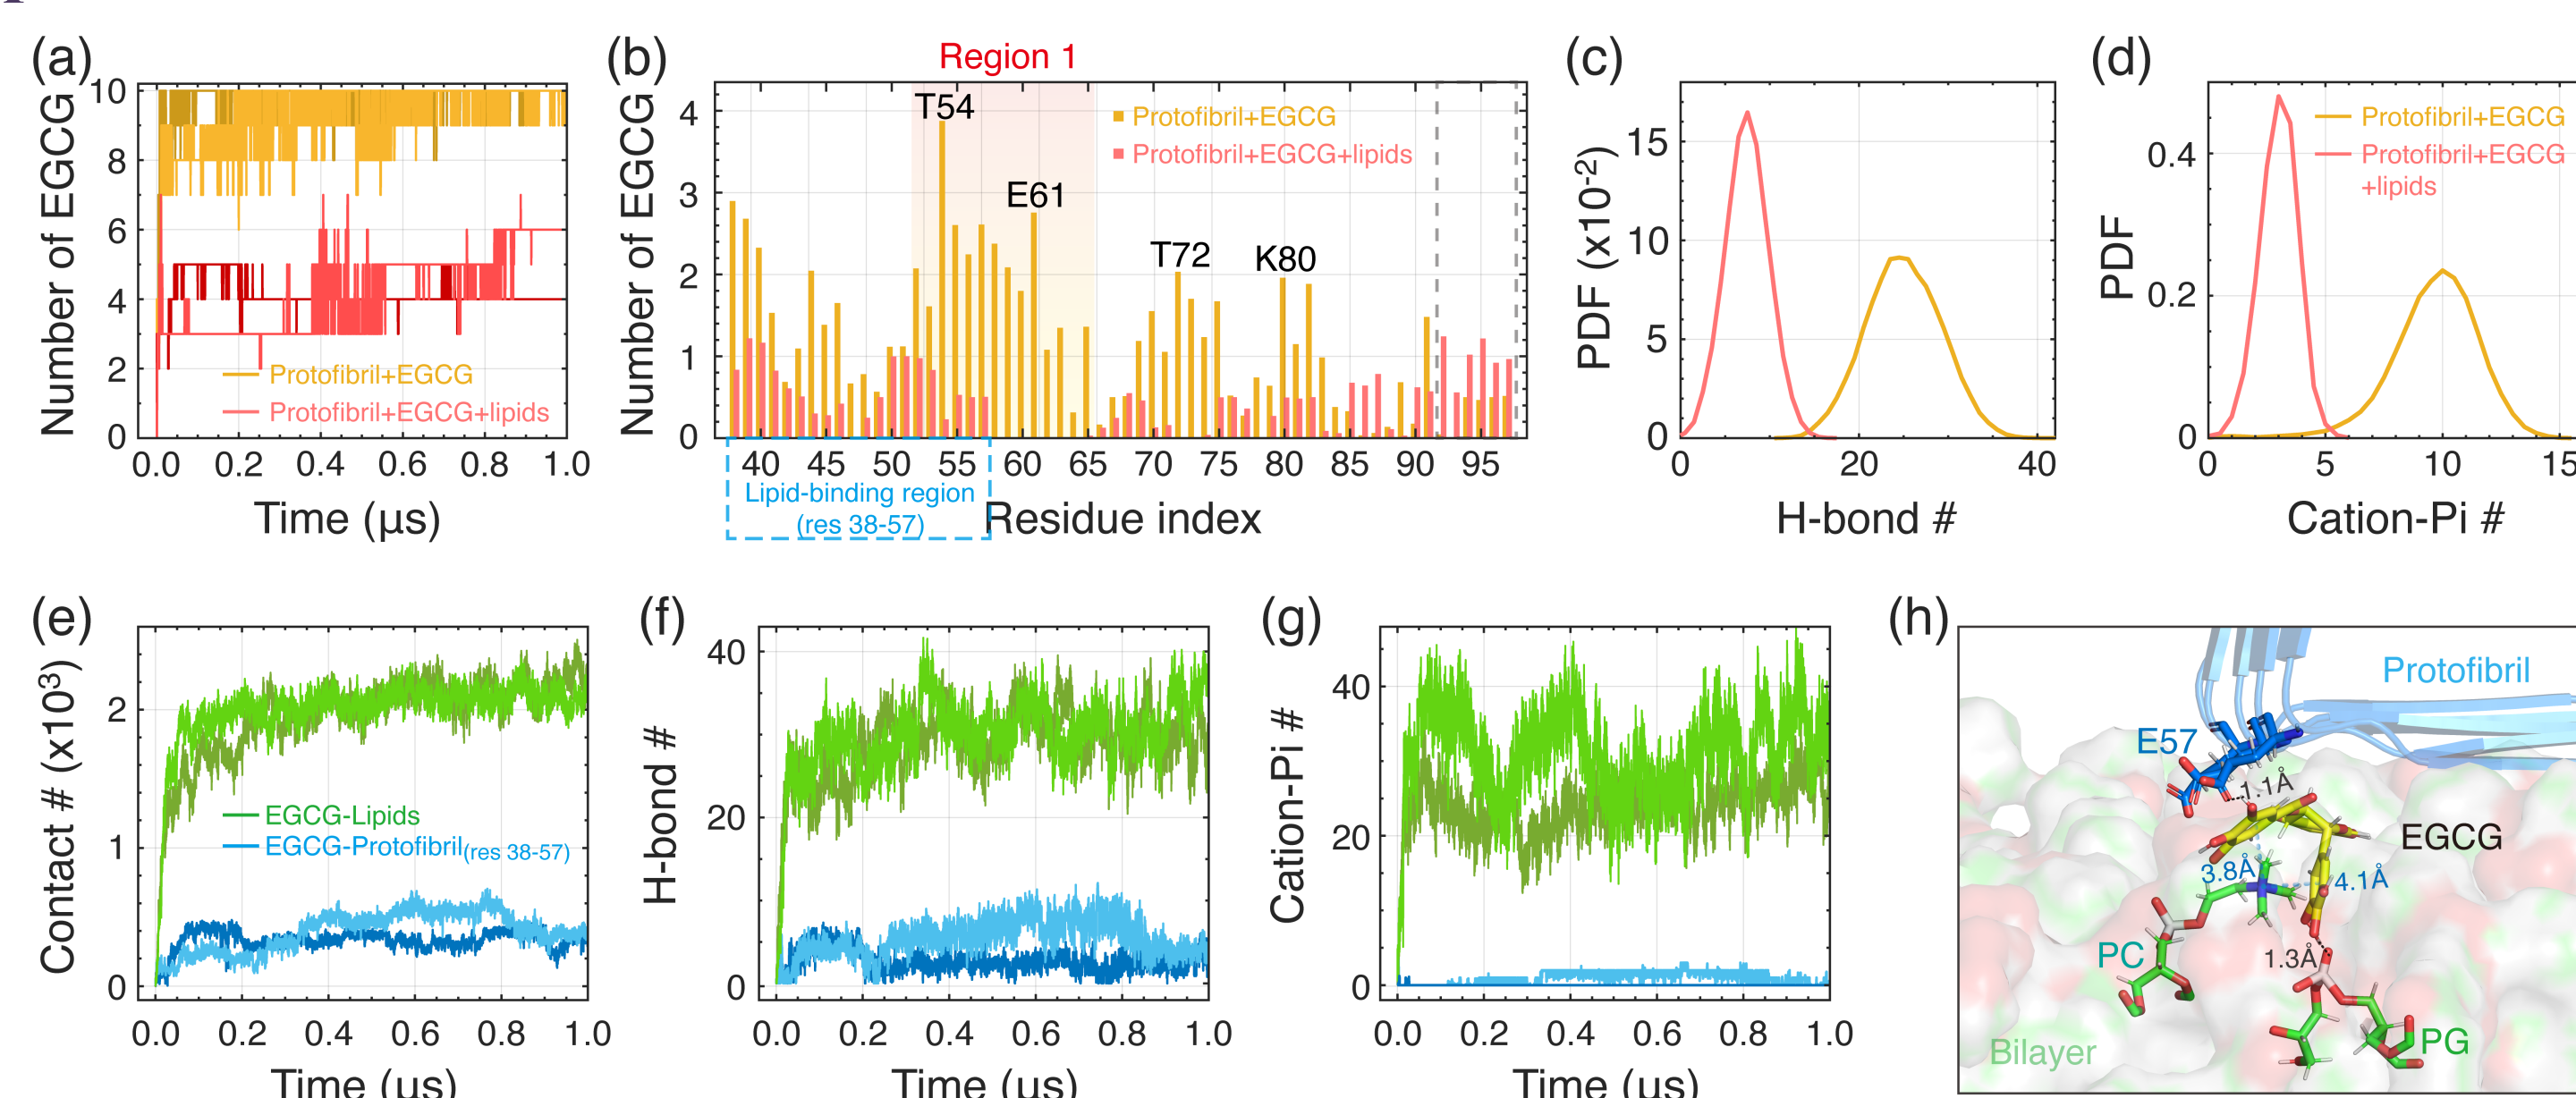 (a)
Number of EGCG
10
8
6
4
2
0
Protofibril+EGCG
Protofibril+EGCG+lipids
0.0 0.2 0.4 0.6 0.8 1.0
Time (µs)
(b)
Region 1
Number of EGCG
4
3
2
1
0
T54
E61
T72
K80
Protofibril+EGCG
Protofibril+EGCG+lipids
40 45 50 55 60 65 70 75 80 85 90 95
Lipid-binding region
(res 38-57)
Residue index
(c)
PDF (x10-2)
15
10
5
0
0 20 40
H-bond #
(d)
PDF
0.4
0.2
0
Protofibril+EGCG
Protofibril+EGCG
+lipids
0 5 10 15
Cation-Pi #
(e)
Contact # (x10³)
2
1
0
EGCG-Lipids
EGCG-Protofibril(res 38-57)
0.0 0.2 0.4 0.6 0.8 1.0
Time (µs)
(f)
H-bond #
40
20
0
0.0 0.2 0.4 0.6 0.8 1.0
Time (µs)
(g)
Cation-Pi #
40
20
0
0.0 0.2 0.4 0.6 0.8 1.0
Time (µs)
(h)
Protofibril
E57
1.1Å
EGCG
3.8Å
4.1Å
PC
1.3Å
Bilayer
PG